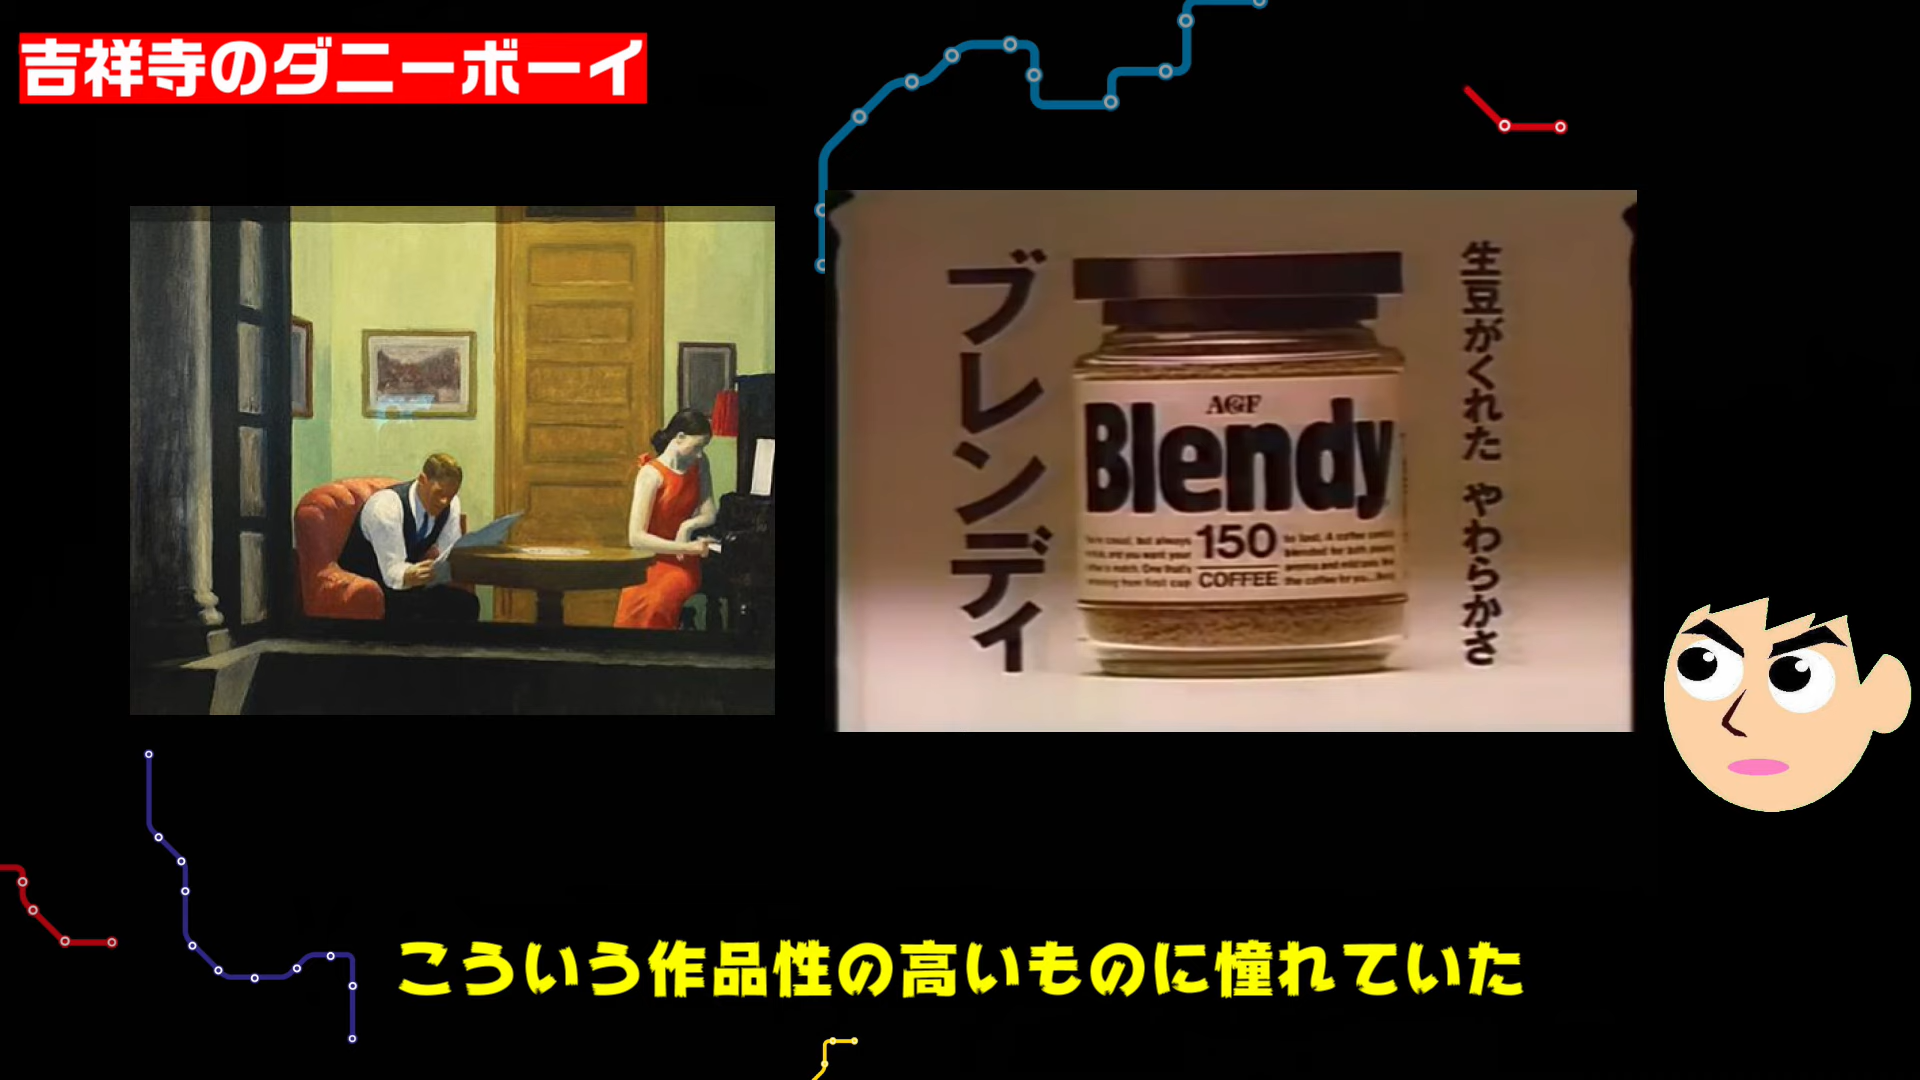 吉祥寺のダニーボーイ
ブレンディ
生豆がくれた やわらかさ
AGF
Blendy
150
COFFEE
こういう作品性の高いものに憧れていた